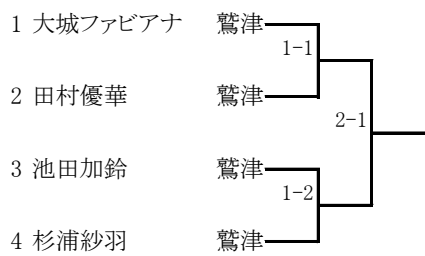 1 大城ファビアナ 鷲津
1-1
2 田村優華 鷲津
2-1
3 池田加鈴 鷲津
1-2
4 杉浦紗羽 鷲津